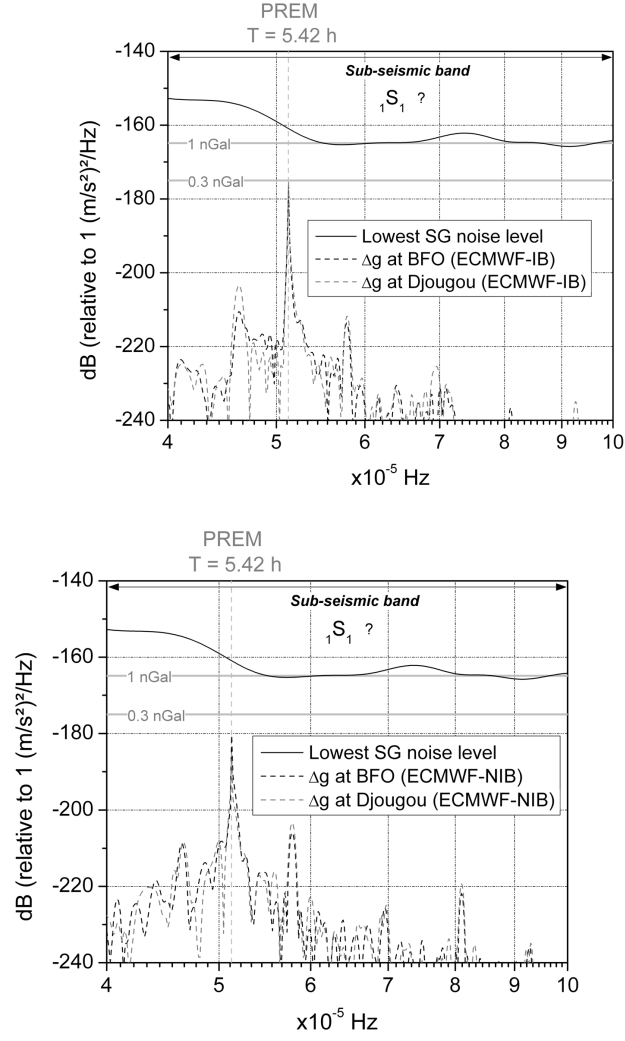 PREM
T = 5.42 h
-140
Sub-seismic band
₁S₁ ?
-160
1 nGal
0.3 nGal
-180
Lowest SG noise level
Δg at BFO (ECMWF-IB)
Δg at Djougou (ECMWF-IB)
-200
-220
-240
dB (relative to 1 (m/s²)²/Hz)
4 5 6 7 8 9 10
x10⁻⁵ Hz
PREM
T = 5.42 h
-140
Sub-seismic band
₁S₁ ?
-160
1 nGal
0.3 nGal
-180
Lowest SG noise level
Δg at BFO (ECMWF-NIB)
Δg at Djougou (ECMWF-NIB)
-200
-220
-240
dB (relative to 1 (m/s²)²/Hz)
4 5 6 7 8 9 10
x10⁻⁵ Hz